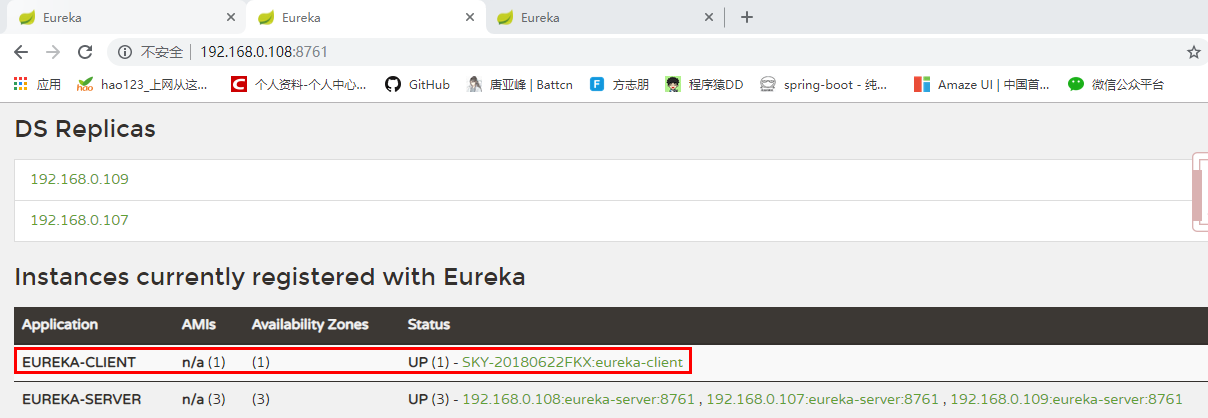 Eureka Eureka Eureka
不安全 192.168.0.108:8761
应用 hao123_上网从这... 个人资料-个人中心... GitHub 唐亚峰 | Battcn 方志朋 程序猿DD spring-boot - 纯... Amaze UI | 中国首... 微信公众平台
DS Replicas
192.168.0.109
192.168.0.107
Instances currently registered with Eureka
Application AMIs Availability Zones Status
EUREKA-CLIENT n/a (1) (1) UP (1) - SKY-20180622FKX:eureka-client
EUREKA-SERVER n/a (3) (3) UP (3) - 192.168.0.108:eureka-server:8761 , 192.168.0.107:eureka-server:8761 , 192.168.0.109:eureka-server:8761